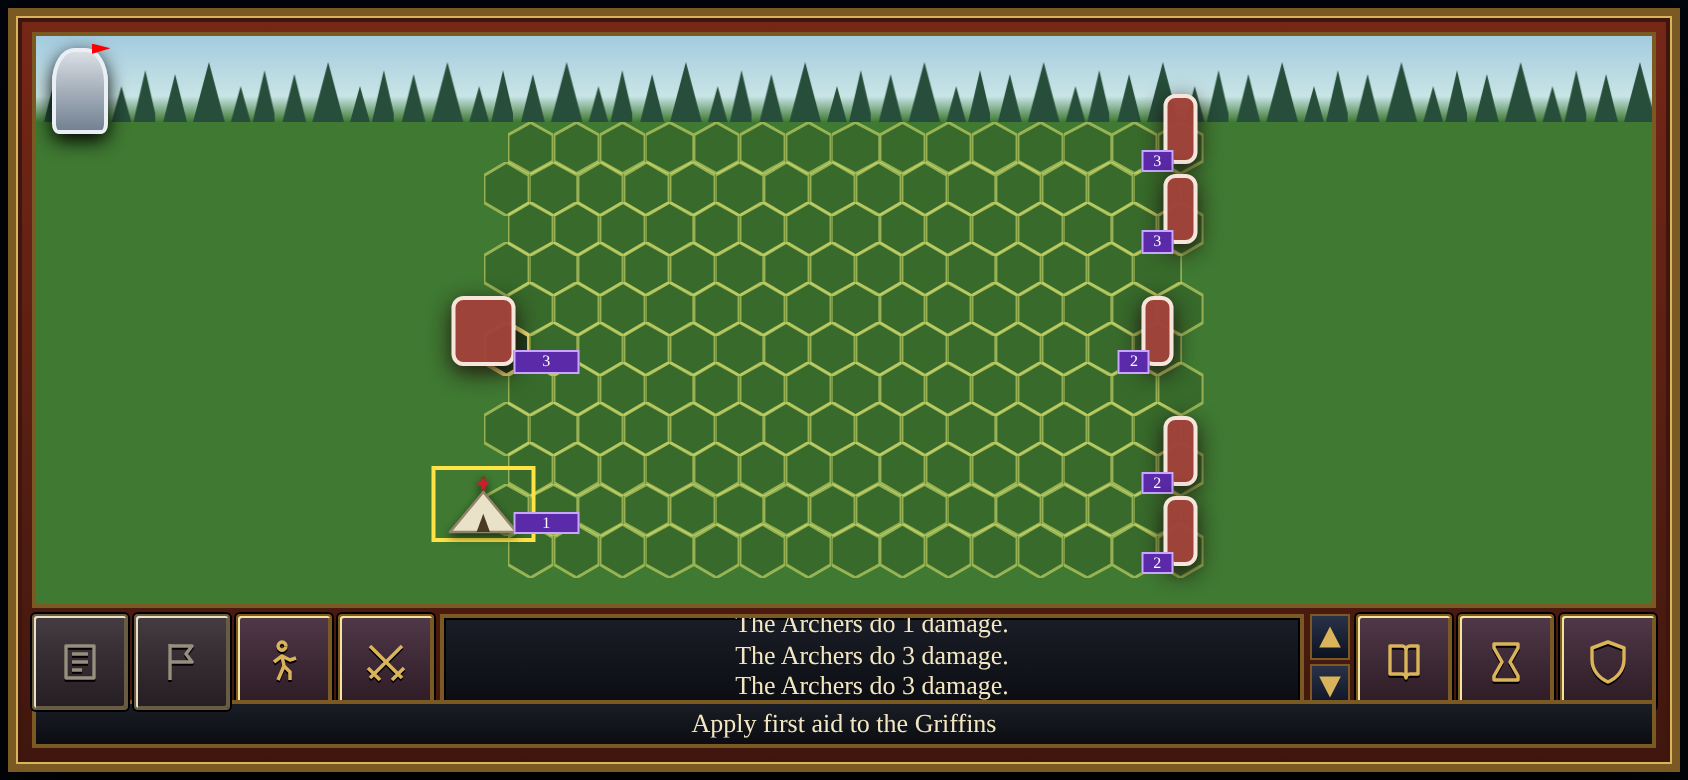 3
3
3
2
2
1
2
The Archers do 1 damage.
The Archers do 3 damage.
The Archers do 3 damage.
Apply first aid to the Griffins